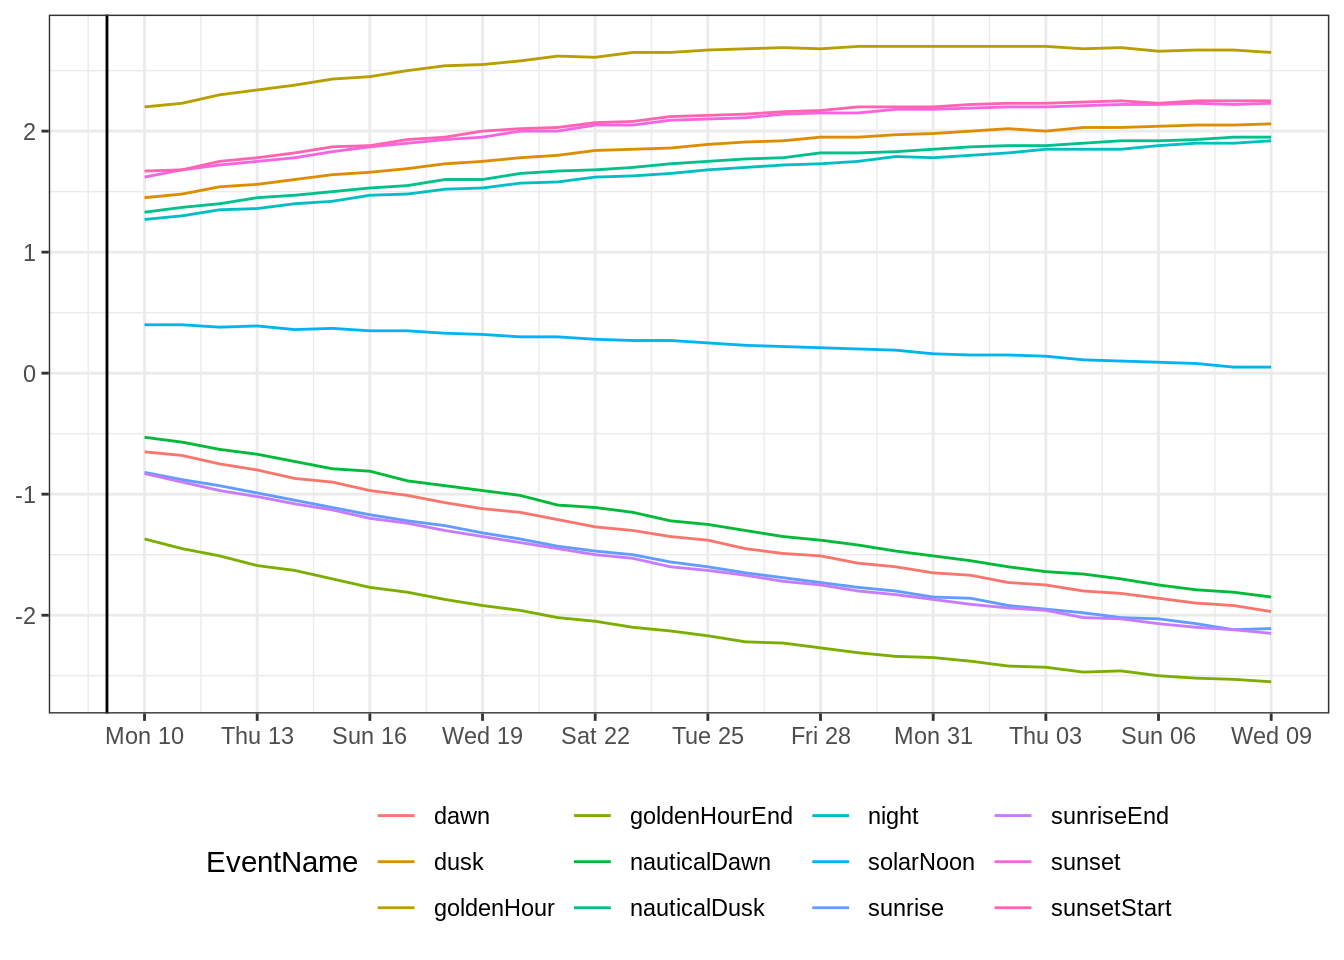 2
1
0
-1
-2
Mon 10 Thu 13 Sun 16 Wed 19 Sat 22 Tue 25 Fri 28 Mon 31 Thu 03 Sun 06 Wed 09
EventName
dawn goldenHourEnd night sunriseEnd
dusk nauticalDawn solarNoon sunset
goldenHour nauticalDusk sunrise sunsetStart